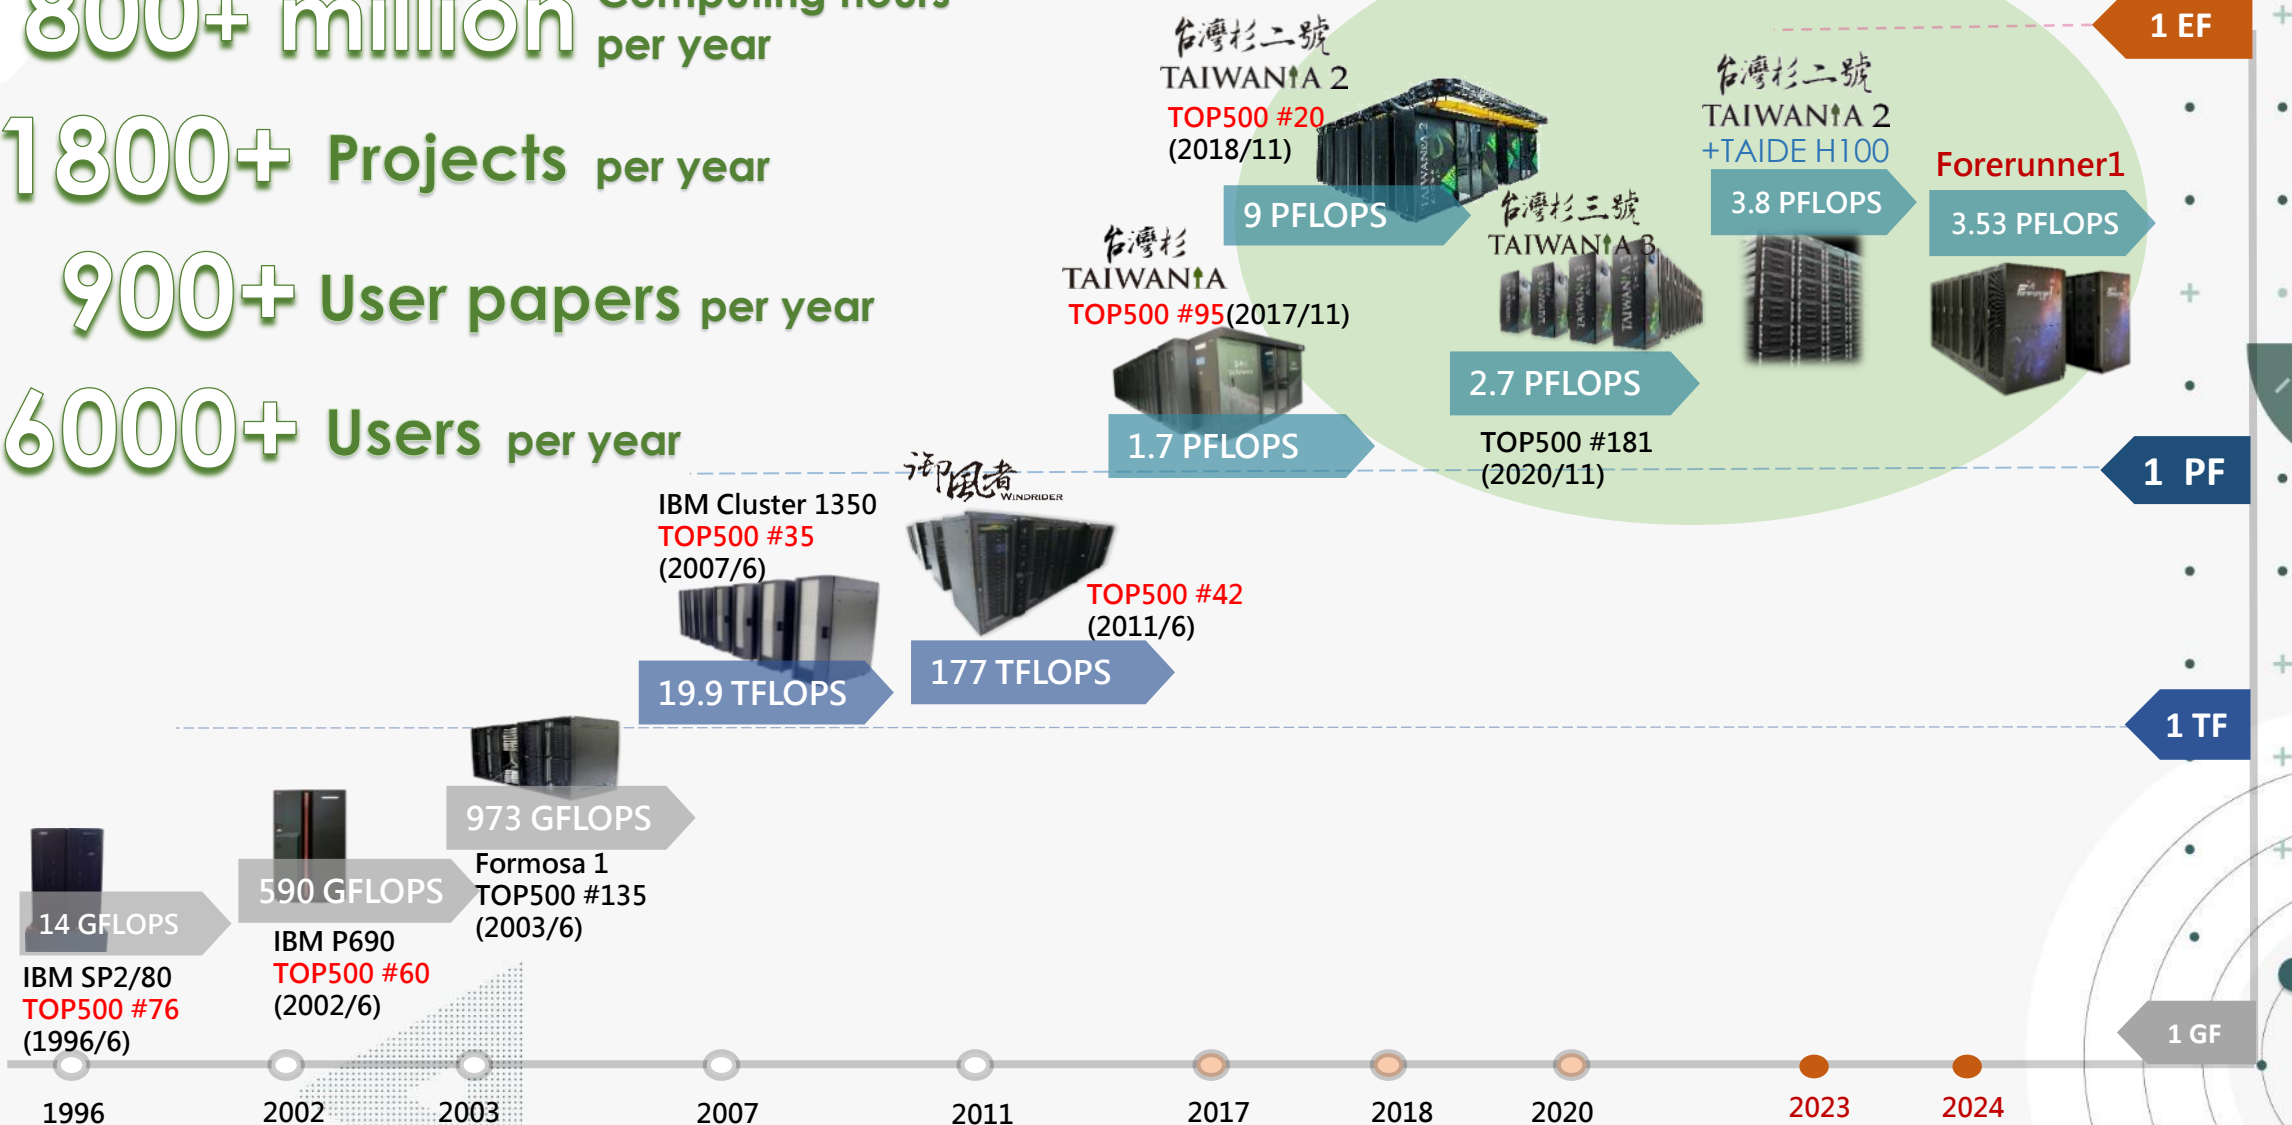 800+ million Computing hours
per year
1800+ Projects per year
900+ User papers per year
6000+ Users per year
台灣杉二號
TAIWANIA 2
TOP500 #20
(2018/11)
9 PFLOPS
台灣杉
TAIWANIA
TOP500 #95(2017/11)
1.7 PFLOPS
台灣杉三號
TAIWANIA 3
2.7 PFLOPS
TOP500 #181
(2020/11)
台灣杉二號
TAIWANIA 2
+TAIDE H100
3.8 PFLOPS
Forerunner1
3.53 PFLOPS
1 EF
1 PF
1 TF
1 GF
IBM Cluster 1350
TOP500 #35
(2007/6)
19.9 TFLOPS
御風者
WINDRIDER
TOP500 #42
(2011/6)
177 TFLOPS
973 GFLOPS
Formosa 1
TOP500 #135
(2003/6)
590 GFLOPS
IBM P690
TOP500 #60
(2002/6)
14 GFLOPS
IBM SP2/80
TOP500 #76
(1996/6)
1996
2002
2003
2007
2011
2017
2018
2020
2023
2024